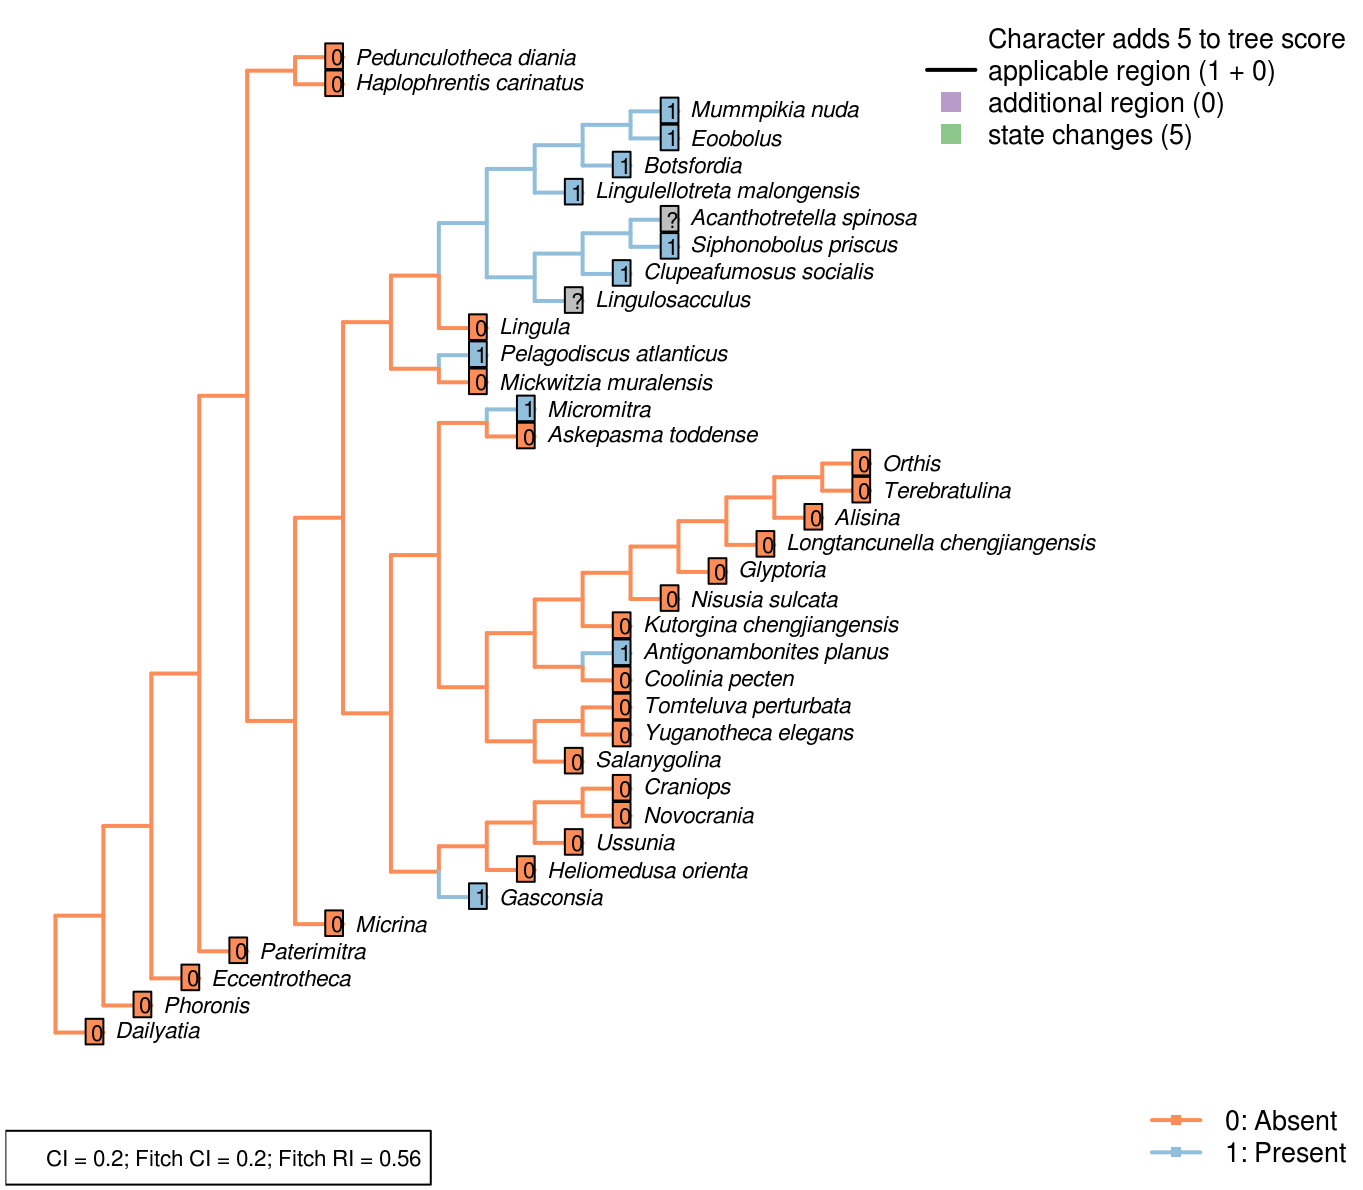 Character adds 5 to tree score
applicable region (1 + 0)
additional region (0)
state changes (5)
0 Pedunculotheca diania
0 Haplophrentis carinatus
1 Mummpikia nuda
1 Eoobolus
1 Botsfordia
1 Lingulellotreta malongensis
? Acanthotretella spinosa
1 Siphonobolus priscus
1 Clupeafumosus socialis
? Lingulosacculus
0 Lingula
1 Pelagodiscus atlanticus
0 Mickwitzia muralensis
1 Micromitra
0 Askepasma toddense
0 Orthis
0 Terebratulina
0 Alisina
0 Longtancunella chengjiangensis
0 Glyptoria
0 Nisusia sulcata
0 Kutorgina chengjiangensis
1 Antigonambonites planus
0 Coolinia pecten
0 Tomteluva perturbata
0 Yuganotheca elegans
0 Salanygolina
0 Craniops
0 Novocrania
0 Ussunia
0 Heliomedusa orienta
1 Gasconsia
0 Micrina
0 Paterimitra
0 Eccentrotheca
0 Phoronis
0 Dailyatia
0: Absent
1: Present
CI = 0.2; Fitch CI = 0.2; Fitch RI = 0.56